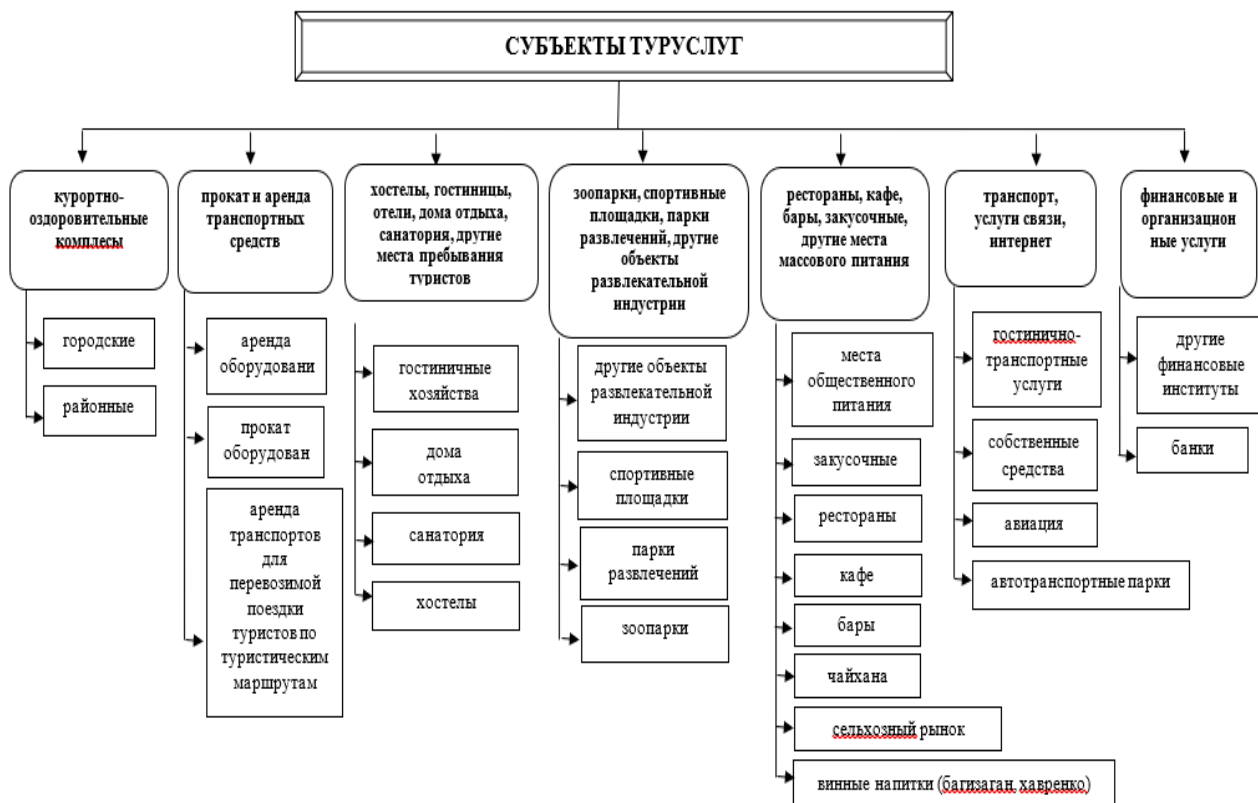 СУБЪЕКТЫ ТУРУСЛУГ
курортно-
оздоровительные
комплесы
городские
районные
прокат и аренда
транспортных
средств
аренда
оборудовани
прокат
оборудован
аренда
транспортов
для
перевозимой
поездки
туристов по
туристическим
маршрутам
хостелы, гостиницы,
отели, дома отдыха,
санатория, другие
места пребывания
туристов
гостиничные
хозяйства
дома
отдыха
санатория
хостелы
зоопарки, спортивные
площадки, парки
развлечений, другие
объекты
развлекательной
индустрии
другие объекты
развлекательной
индустрии
спортивные
площадки
парки
развлечений
зоопарки
рестораны, кафе,
бары, закусочные,
другие места
массового питания
места
общественного
питания
закусочные
рестораны
кафе
бары
чайхана
сельхозный рынок
винные напитки (багизаган, хавренко)
транспорт,
услуги связи,
интернет
гостинично-
транспортные
услуги
собственные
средства
авиация
автотранспортные парки
финансовые и
организацион
ные услуги
другие
финансовые
институты
банки